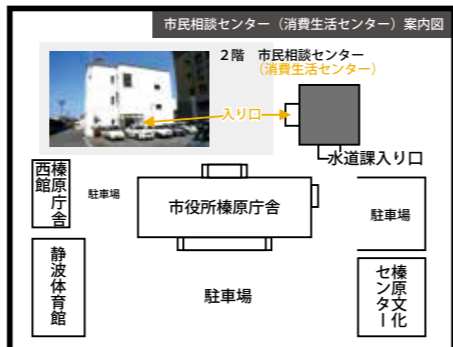 市民相談センター（消費生活センター）案内図
２階　市民相談センター
（消費生活センター）
入り口
水道課入り口
榛原庁舎
西館
駐車場
市役所榛原庁舎
駐車場
静波体育館
駐車場
榛原文化
センター